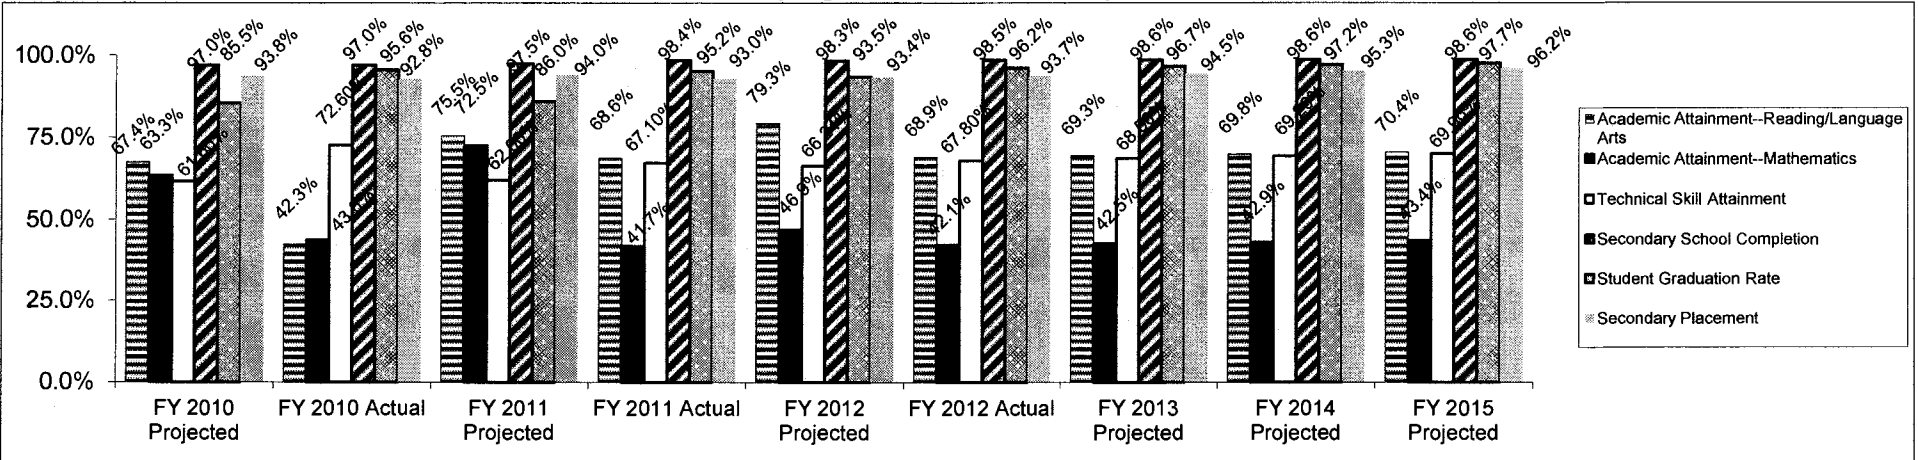 100.0%
75.0%
50.0%
25.0%
0.0%
67.4%
63.3%
97.0%
85.5%
93.8%
42.3%
97.0%
95.6%
92.8%
75.5%
72.5%
97.5%
86.0%
94.0%
68.6%
41.7%
67.10%
98.4%
95.2%
93.0%
79.3%
46.9%
98.3%
93.5%
93.4%
68.9%
42.1%
67.80%
98.5%
96.2%
93.7%
69.3%
42.5%
98.6%
96.7%
94.5%
69.8%
42.9%
98.6%
97.2%
95.3%
70.4%
43.4%
98.6%
97.7%
96.2%
FY 2010
Projected
FY 2010 Actual
FY 2011
Projected
FY 2011 Actual
FY 2012
Projected
FY 2012 Actual
FY 2013
Projected
FY 2014
Projected
FY 2015
Projected
Academic Attainment--Reading/Language
Arts
Academic Attainment--Mathematics
Technical Skill Attainment
Secondary School Completion
Student Graduation Rate
Secondary Placement